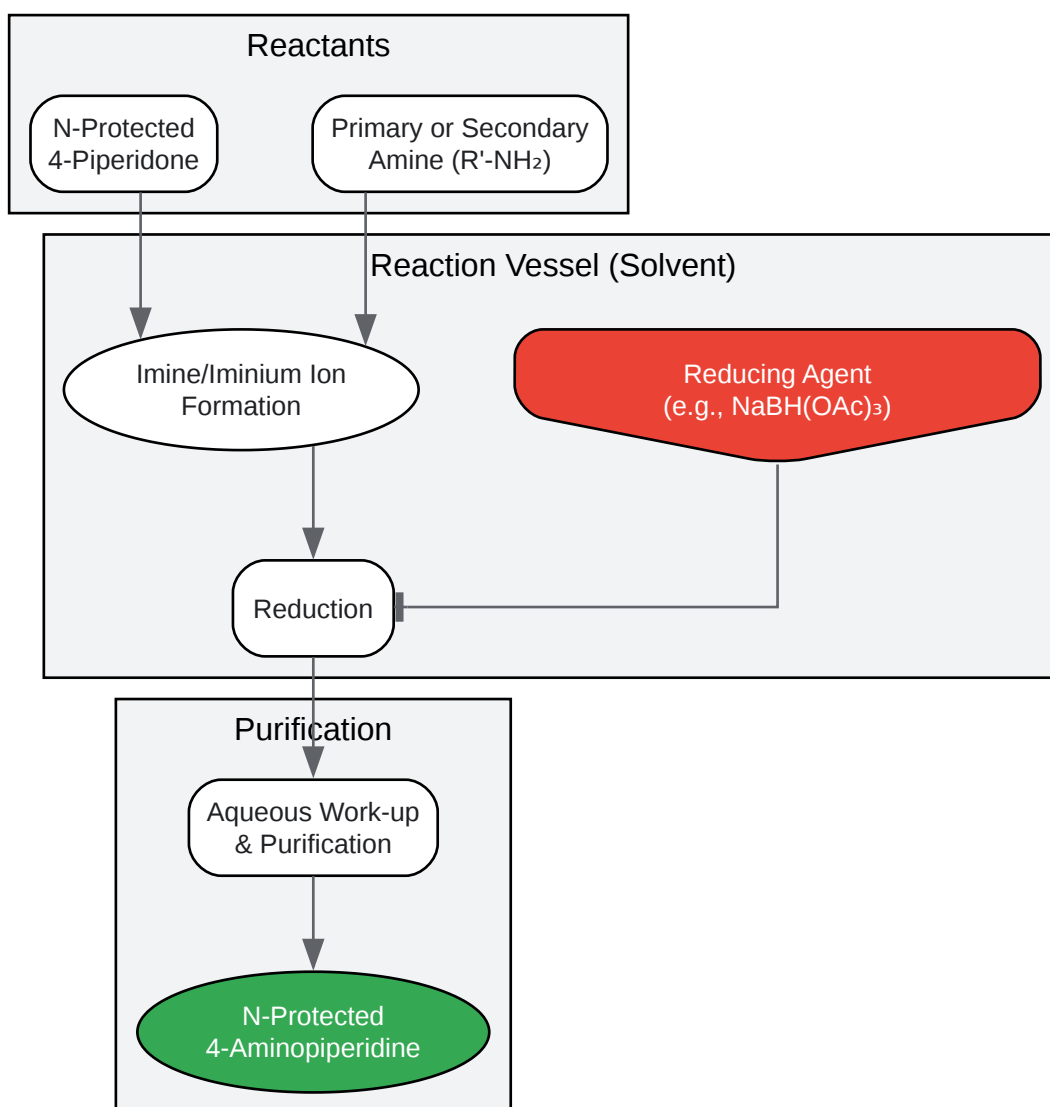 Reactants
N-Protected
4-Piperidone
Primary or Secondary
Amine (R'-NH₂)
Reaction Vessel (Solvent)
Imine/Iminium Ion
Formation
Reducing Agent
(e.g., NaBH(OAc)₃)
Reduction
Purification
Aqueous Work-up
& Purification
N-Protected
4-Aminopiperidine